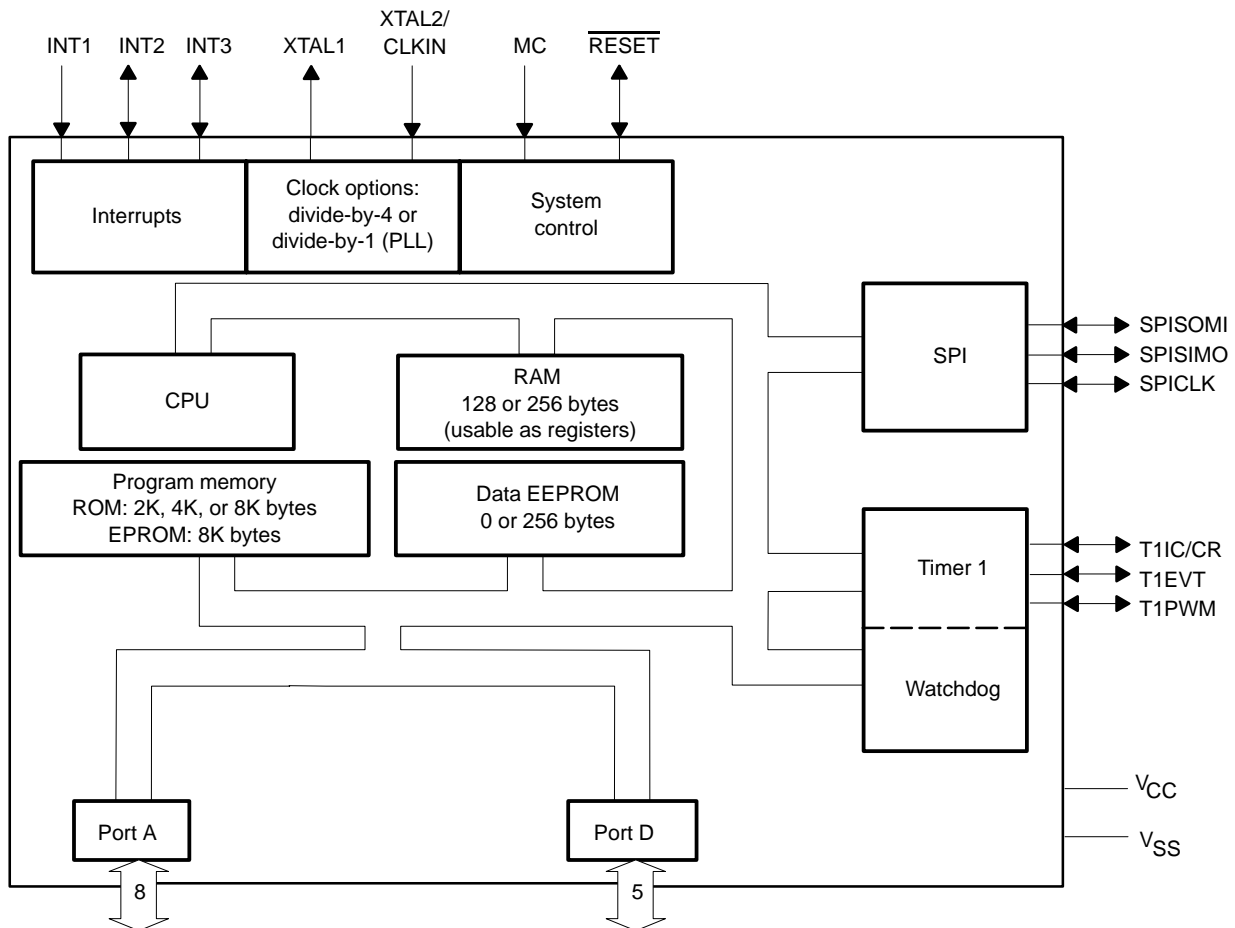 INT1
INT2
INT3
XTAL1
XTAL2/
CLKIN
MC
RESET
Interrupts
Clock options:
divide-by-4 or
divide-by-1 (PLL)
System
control
CPU
RAM
128 or 256 bytes
(usable as registers)
SPI
SPISOMI
SPISIMO
SPICLK
Program memory
ROM: 2K, 4K, or 8K bytes
EPROM: 8K bytes
Data EEPROM
0 or 256 bytes
Timer 1
T1IC/CR
T1EVT
T1PWM
Watchdog
VCC
VSS
Port A
Port D
8
5